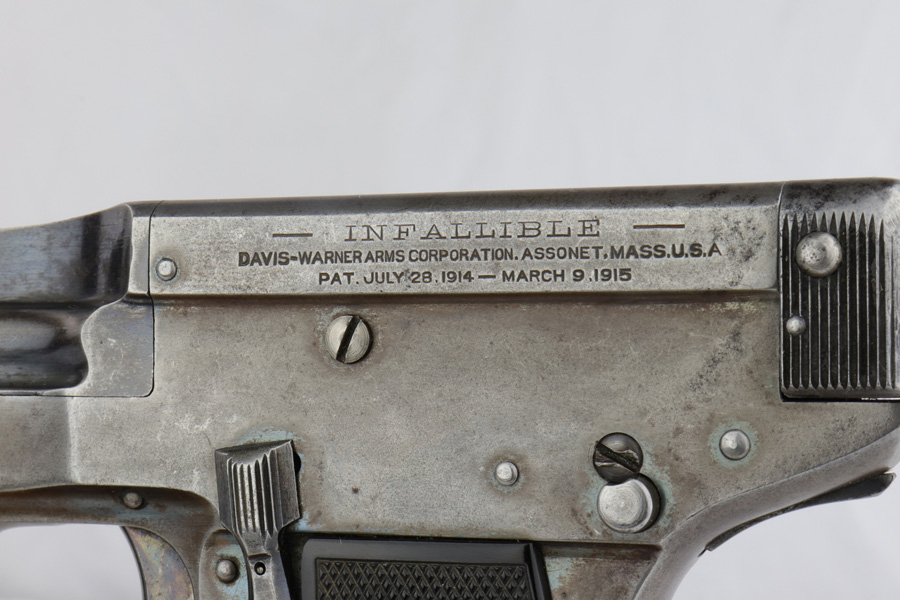 — INFALLIBLE —
DAVIS-WARNER ARMS CORPORATION. ASSONET. MASS. U.S.A
PAT. JULY 28. 1914 — MARCH 9. 1915